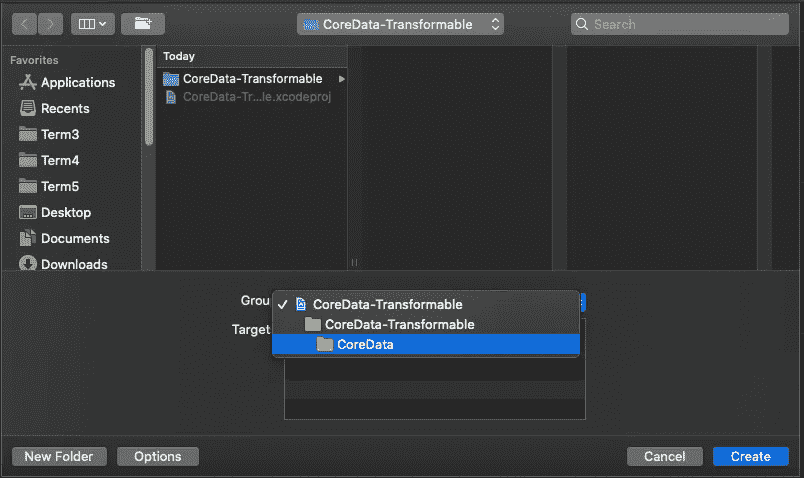 CoreData-Transformable
Search
Favorites
Applications
Recents
Term3
Term4
Term5
Desktop
Documents
Downloads
Today
CoreData-Transformable
CoreData-Tr...le.xcodeproj
Grou
CoreData-Transformable
CoreData-Transformable
CoreData
Target
New Folder
Options
Cancel
Create